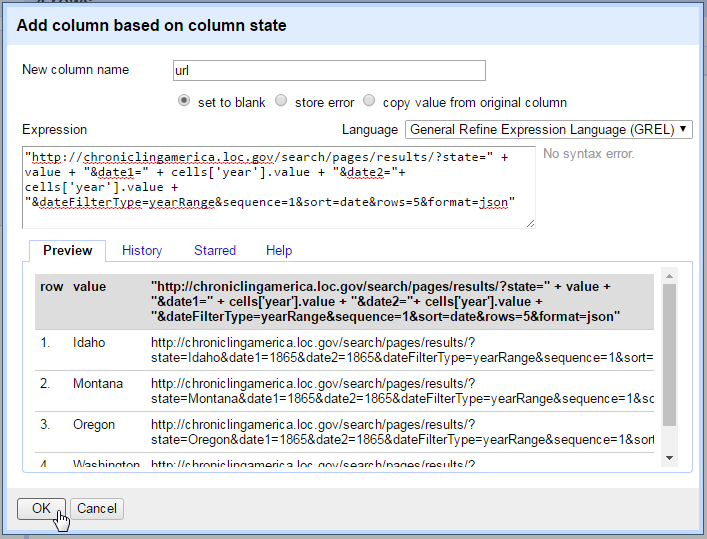 Add column based on column state
New column name url
set to blank store error copy value from original column
Expression Language General Refine Expression Language (GREL)
"http://chroniclingamerica.loc.gov/search/pages/results/?state=" + No syntax error.
value + "&date1=" + cells['year'].value + "&date2="+
cells['year'].value +
"&dateFilterType=yearRange&sequence=1&sort=date&rows=5&format=json"
Preview History Starred Help
row value "http://chroniclingamerica.loc.gov/search/pages/results/?state=" + value +
"&date1=" + cells['year'].value + "&date2="+ cells['year'].value +
"&dateFilterType=yearRange&sequence=1&sort=date&rows=5&format=json"
1. Idaho http://chroniclingamerica.loc.gov/search/pages/results/?
state=Idaho&date1=1865&date2=1865&dateFilterType=yearRange&sequence=1&sort=
2. Montana http://chroniclingamerica.loc.gov/search/pages/results/?
state=Montana&date1=1865&date2=1865&dateFilterType=yearRange&sequence=1&so
3. Oregon http://chroniclingamerica.loc.gov/search/pages/results/?
state=Oregon&date1=1865&date2=1865&dateFilterType=yearRange&sequence=1&sort
4. Washington http://chroniclingamerica.loc.gov/search/pages/results/?
OK Cancel